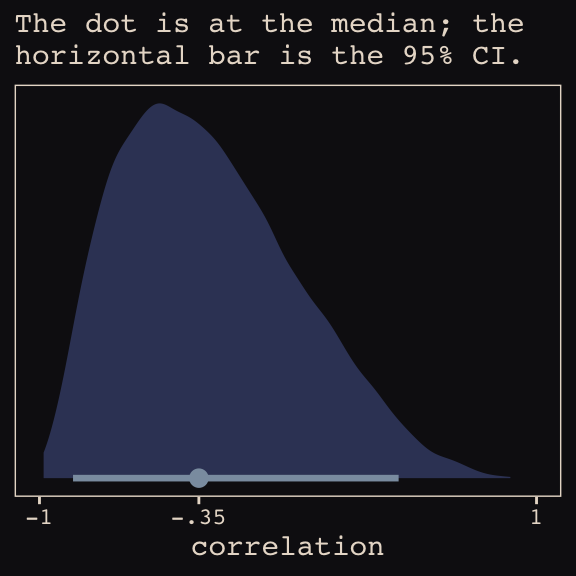 The dot is at the median; the
horizontal bar is the 95% CI.
-1
-.35
1
correlation